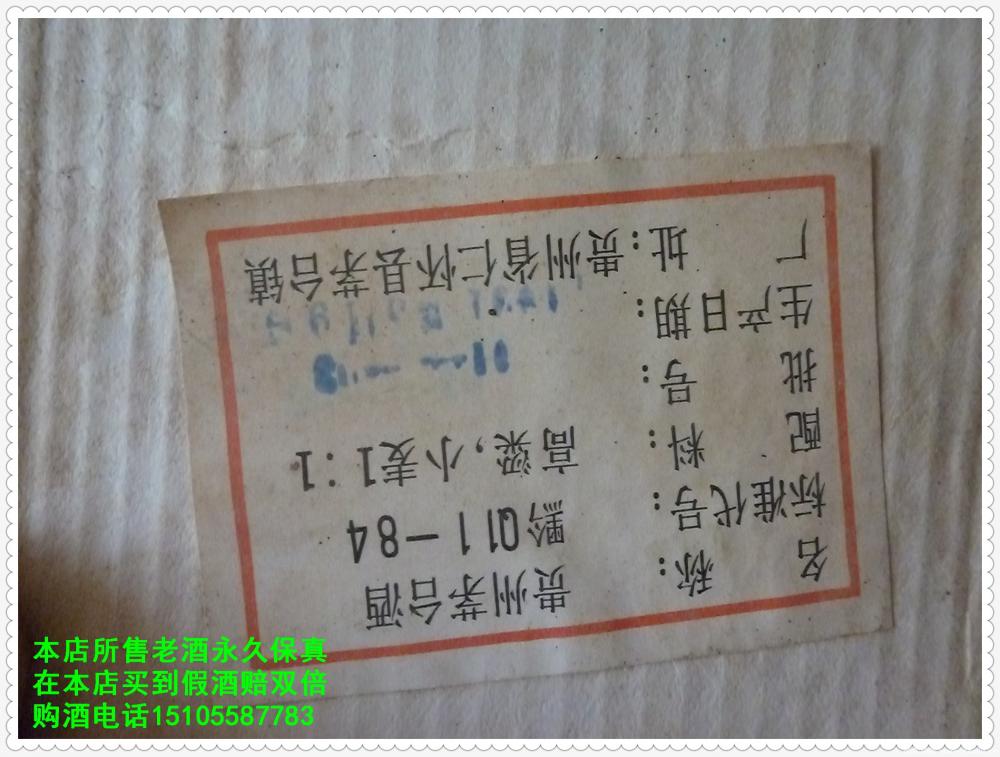 名 称： 贵州茅台酒
标准代号： 黔Q11－84
配 料： 高粱,小麦1:1
批 号：
生产日期：
厂 址：贵州省仁怀县茅台镇
本店所售老酒永久保真
在本店买到假酒赔双倍
购酒电话15105587783